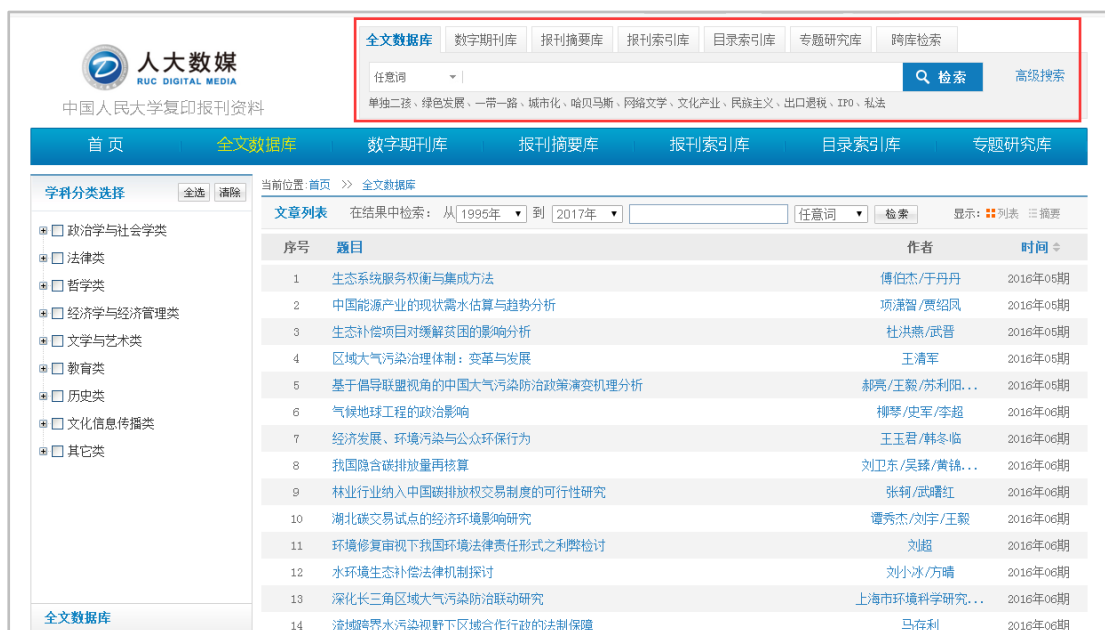 人大数媒
RUC DIGITAL MEDIA
中国人民大学复印报刊资料
全文数据库 数字期刊库 报刊摘要库 报刊索引库 目录索引库 专题研究库 跨库检索
任意词 检索 高级搜索
单独二孩、绿色发展、一带一路、城市化、哈贝马斯、网络文学、文化产业、民族主义、出口退税、IPO、私法
首页 全文数据库 数字期刊库 报刊摘要库 报刊索引库 目录索引库 专题研究库
学科分类选择 全选 清除
政治学与社会学类
法律类
哲学类
经济学与经济管理类
文学与艺术类
教育类
历史类
文化信息传播类
其它类
全文数据库
当前位置:首页 >> 全文数据库
文章列表 在结果中检索: 从 1995年 到 2017年 任意词 检索 显示: 列表 摘要
序号 题目 作者 时间
1 生态系统服务权衡与集成方法 傅伯杰/于丹丹 2016年05期
2 中国能源产业的现状需水估算与趋势分析 项潇智/贾绍凤 2016年05期
3 生态补偿项目对缓解贫困的影响分析 杜洪燕/武晋 2016年05期
4 区域大气污染治理体制:变革与发展 王清军 2016年05期
5 基于倡导联盟视角的中国大气污染防治政策演变机理分析 郝亮/王毅/苏利阳... 2016年05期
6 气候地球工程的政治影响 柳琴/史军/李超 2016年06期
7 经济发展、环境污染与公众环保行为 王玉君/韩冬临 2016年06期
8 我国隐含碳排放量再核算 刘卫东/吴臻/黄锦... 2016年06期
9 林业行业纳入中国碳排放权交易制度的可行性研究 张轲/武曙红 2016年06期
10 湖北碳交易试点的经济环境影响研究 谭秀杰/刘宇/王毅 2016年06期
11 环境修复审视下我国环境法律责任形式之利弊检讨 刘超 2016年06期
12 水环境生态补偿法律机制探讨 刘小冰/方晴 2016年06期
13 深化长三角区域大气污染防治联动研究 上海市环境科学研究... 2016年06期
14 流域跨界水污染视野下区域合作行政的法制保障 马存利 2016年06期